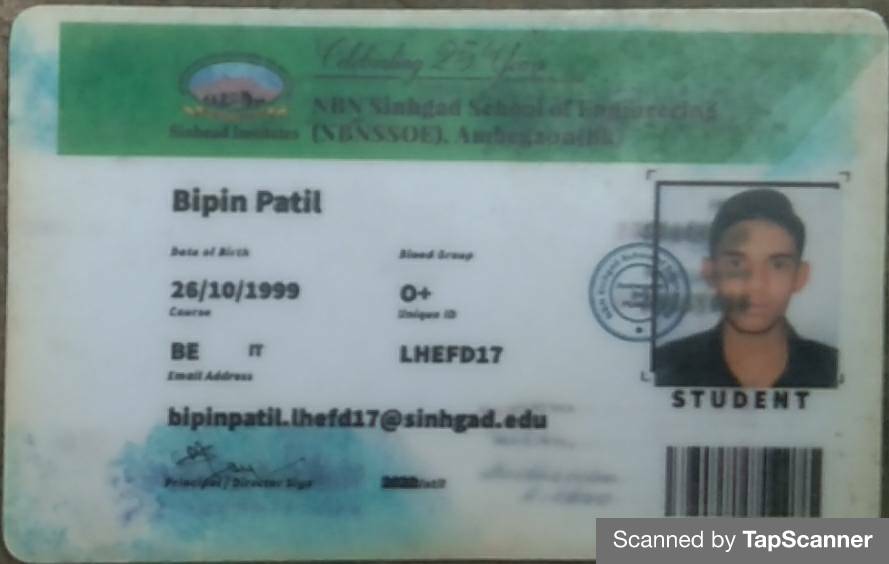 Celebrating 25 Years
NBN Sinhgad School of Engineering
Sinhgad Institutes
(NBNSSOE), Ambegaon(Bk)
Bipin Patil
Date of Birth
Blood Group
26/10/1999
O+
Course
Unique ID
BE IT
LHEFD17
Email Address
bipinpatil.lhefd17@sinhgad.edu
STUDENT
Principal / Director Sign
Scanned by TapScanner